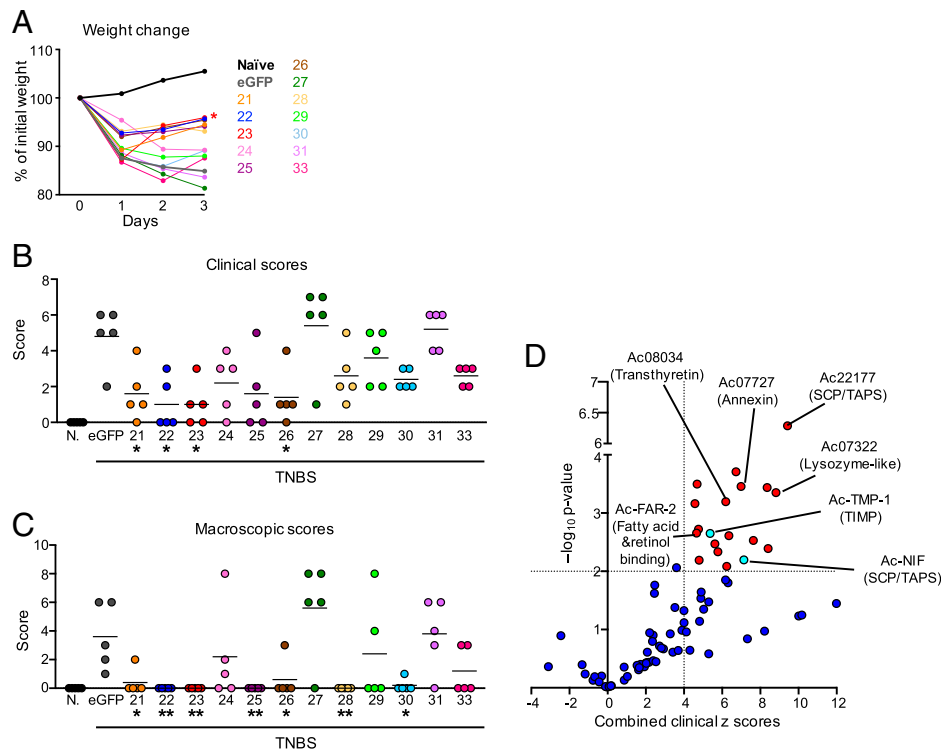 A
Weight change
% of initial weight
110
100
90
80
0 1 2 3
Days
*
Naïve 26
eGFP 27
21 28
22 29
23 30
24 31
25 33
B
Clinical scores
Score
8
6
4
2
0
N. eGFP 21 22 23 24 25 26 27 28 29 30 31 33
* * * *
TNBS
C
Macroscopic scores
Score
10
8
6
4
2
0
N. eGFP 21 22 23 24 25 26 27 28 29 30 31 33
* ** ** ** * ** *
TNBS
D
−log10 p-value
7
6.5
6
4
3
2
1
-4 -2 0 2 4 6 8 10 12
Combined clinical z scores
Ac08034
(Transthyretin)
Ac07727
(Annexin)
Ac22177
(SCP/TAPS)
Ac07322
(Lysozyme-like)
Ac-TMP-1
(TIMP)
Ac-FAR-2
(Fatty acid
&retinol
binding)
Ac-NIF
(SCP/TAPS)